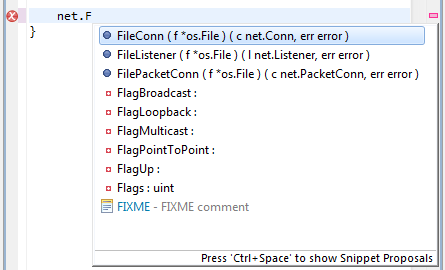 net.F
}
FileConn ( f *os.File ) ( c net.Conn, err error )
FileListener ( f *os.File ) ( l net.Listener, err error )
FilePacketConn ( f *os.File ) ( c net.PacketConn, err error )
FlagBroadcast :
FlagLoopback :
FlagMulticast :
FlagPointToPoint :
FlagUp :
Flags : uint
FIXME - FIXME comment
Press 'Ctrl+Space' to show Snippet Proposals